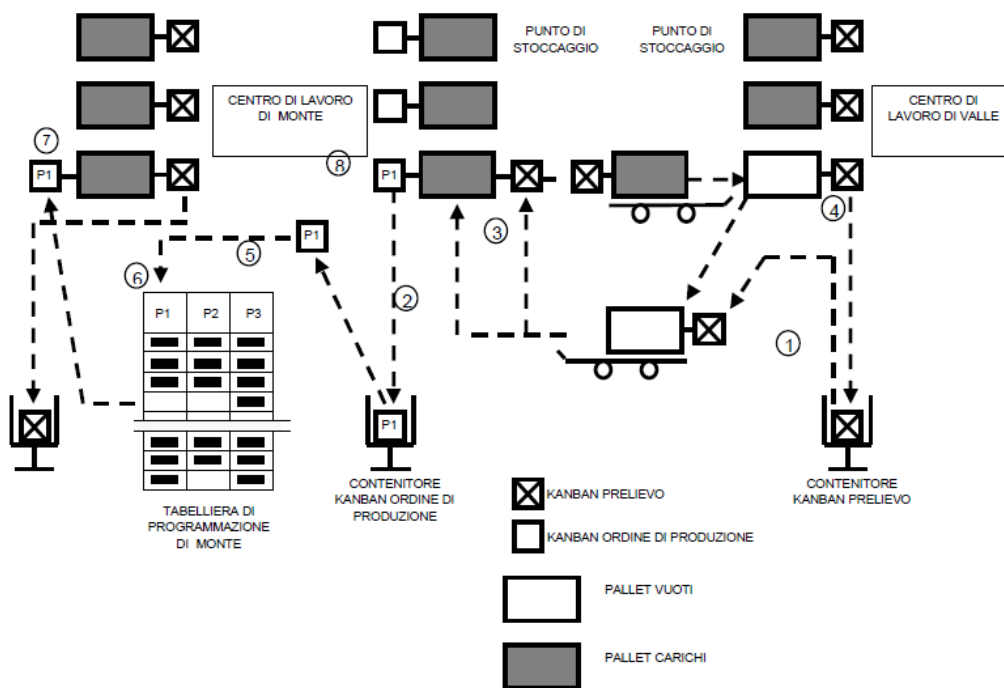 PUNTO DI
STOCCAGGIO
PUNTO DI
STOCCAGGIO
CENTRO DI LAVORO
DI MONTE
CENTRO DI
LAVORO DI VALLE
7
8
P1
P1
4
3
P1
5
6
2
1
P1 P2 P3
P1
TABELLIERA DI
PROGRAMMAZIONE
DI MONTE
CONTENITORE
KANBAN ORDINE DI
PRODUZIONE
CONTENITORE
KANBAN PRELIEVO
KANBAN PRELIEVO
KANBAN ORDINE DI PRODUZIONE
PALLET VUOTI
PALLET CARICHI